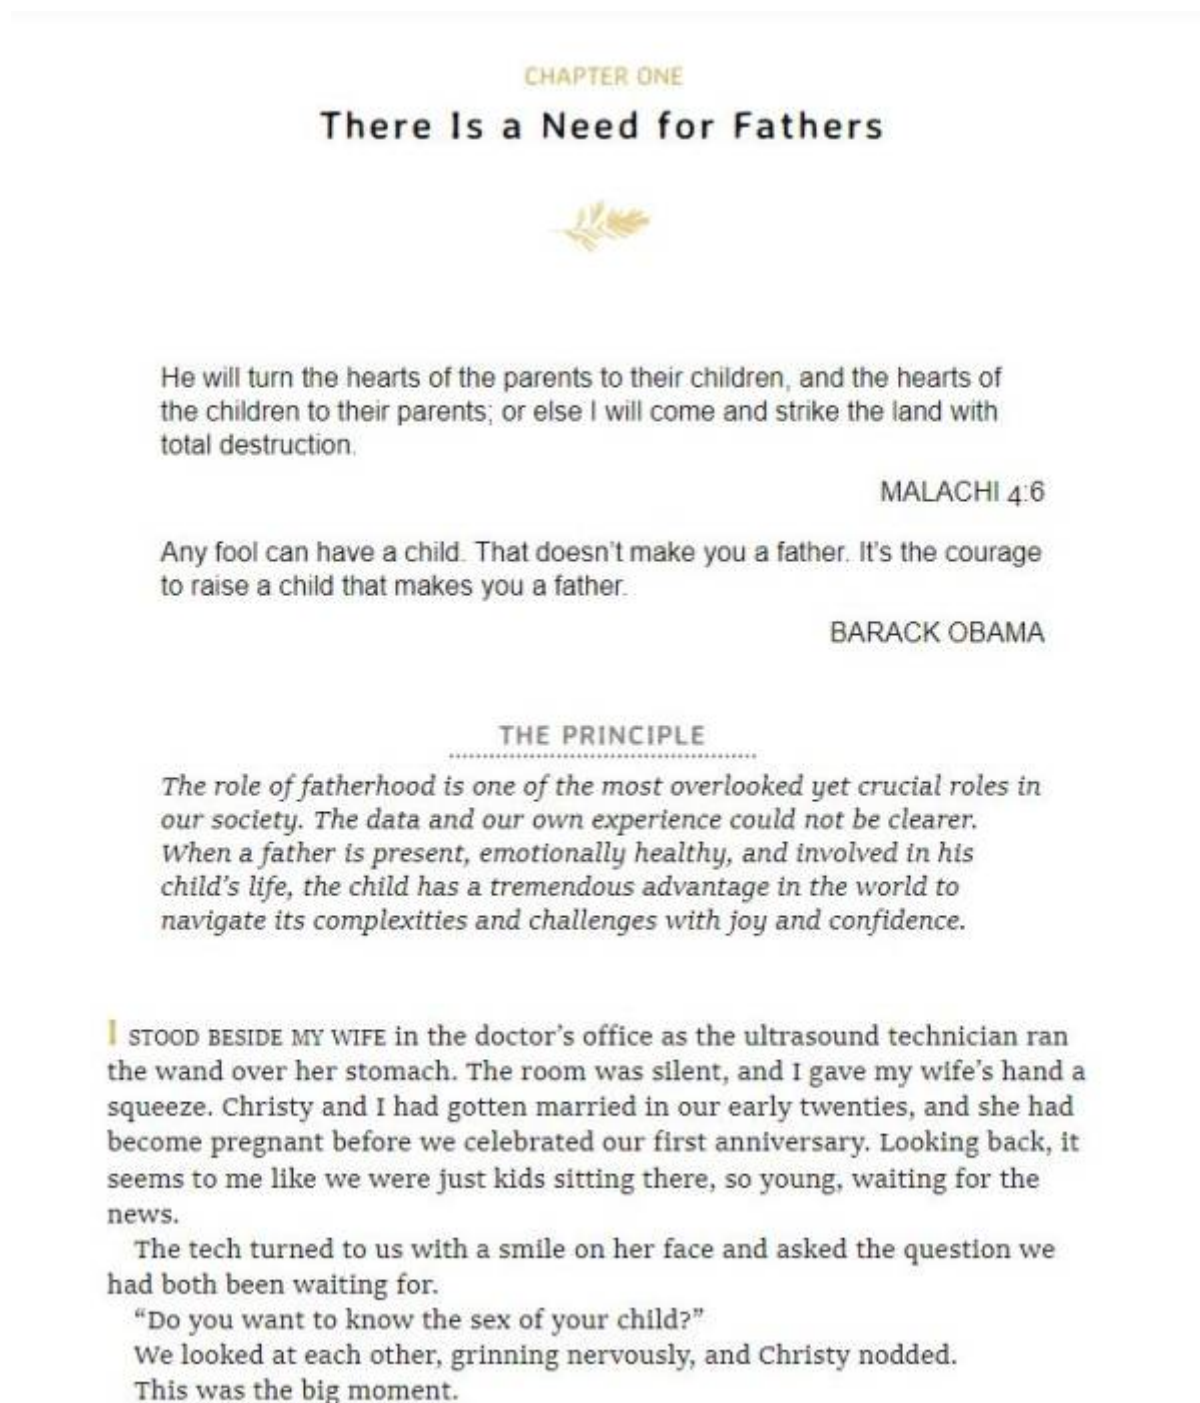 CHAPTER ONE
There Is a Need for Fathers
He will turn the hearts of the parents to their children, and the hearts of
the children to their parents; or else I will come and strike the land with
total destruction.
MALACHI 4:6
Any fool can have a child. That doesn’t make you a father. It’s the courage
to raise a child that makes you a father.
BARACK OBAMA
THE PRINCIPLE
The role of fatherhood is one of the most overlooked yet crucial roles in
our society. The data and our own experience could not be clearer.
When a father is present, emotionally healthy, and involved in his
child’s life, the child has a tremendous advantage in the world to
navigate its complexities and challenges with joy and confidence.
I STOOD BESIDE MY WIFE in the doctor’s office as the ultrasound technician ran
the wand over her stomach. The room was silent, and I gave my wife’s hand a
squeeze. Christy and I had gotten married in our early twenties, and she had
become pregnant before we celebrated our first anniversary. Looking back, it
seems to me like we were just kids sitting there, so young, waiting for the
news.
The tech turned to us with a smile on her face and asked the question we
had both been waiting for.
“Do you want to know the sex of your child?”
We looked at each other, grinning nervously, and Christy nodded.
This was the big moment.